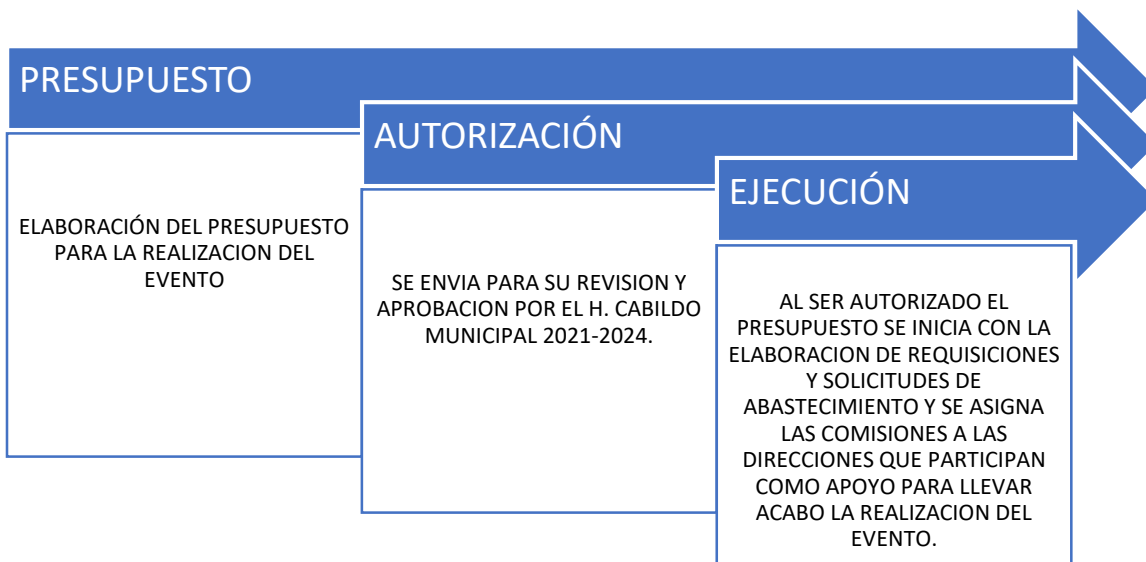 PRESUPUESTO
ELABORACIÓN DEL PRESUPUESTO
PARA LA REALIZACION DEL
EVENTO
AUTORIZACIÓN
SE ENVIA PARA SU REVISION Y
APROBACION POR EL H. CABILDO
MUNICIPAL 2021-2024.
EJECUCIÓN
AL SER AUTORIZADO EL
PRESUPUESTO SE INICIA CON LA
ELABORACION DE REQUISICIONES
Y SOLICITUDES DE
ABASTECIMIENTO Y SE ASIGNA
LAS COMISIONES A LAS
DIRECCIONES QUE PARTICIPAN
COMO APOYO PARA LLEVAR
ACABO LA REALIZACION DEL
EVENTO.